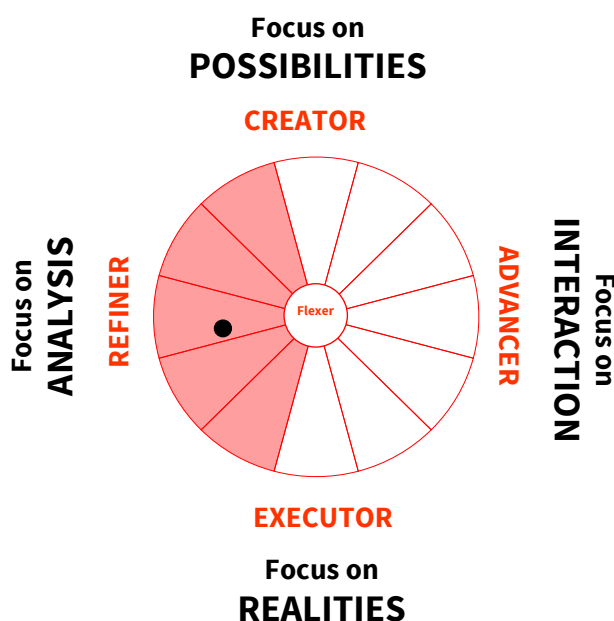 Focus on
POSSIBILITIES
CREATOR
Focus on
ANALYSIS
REFINER
Flexer
ADVANCER
Focus on
INTERACTION
EXECUTOR
Focus on
REALITIES